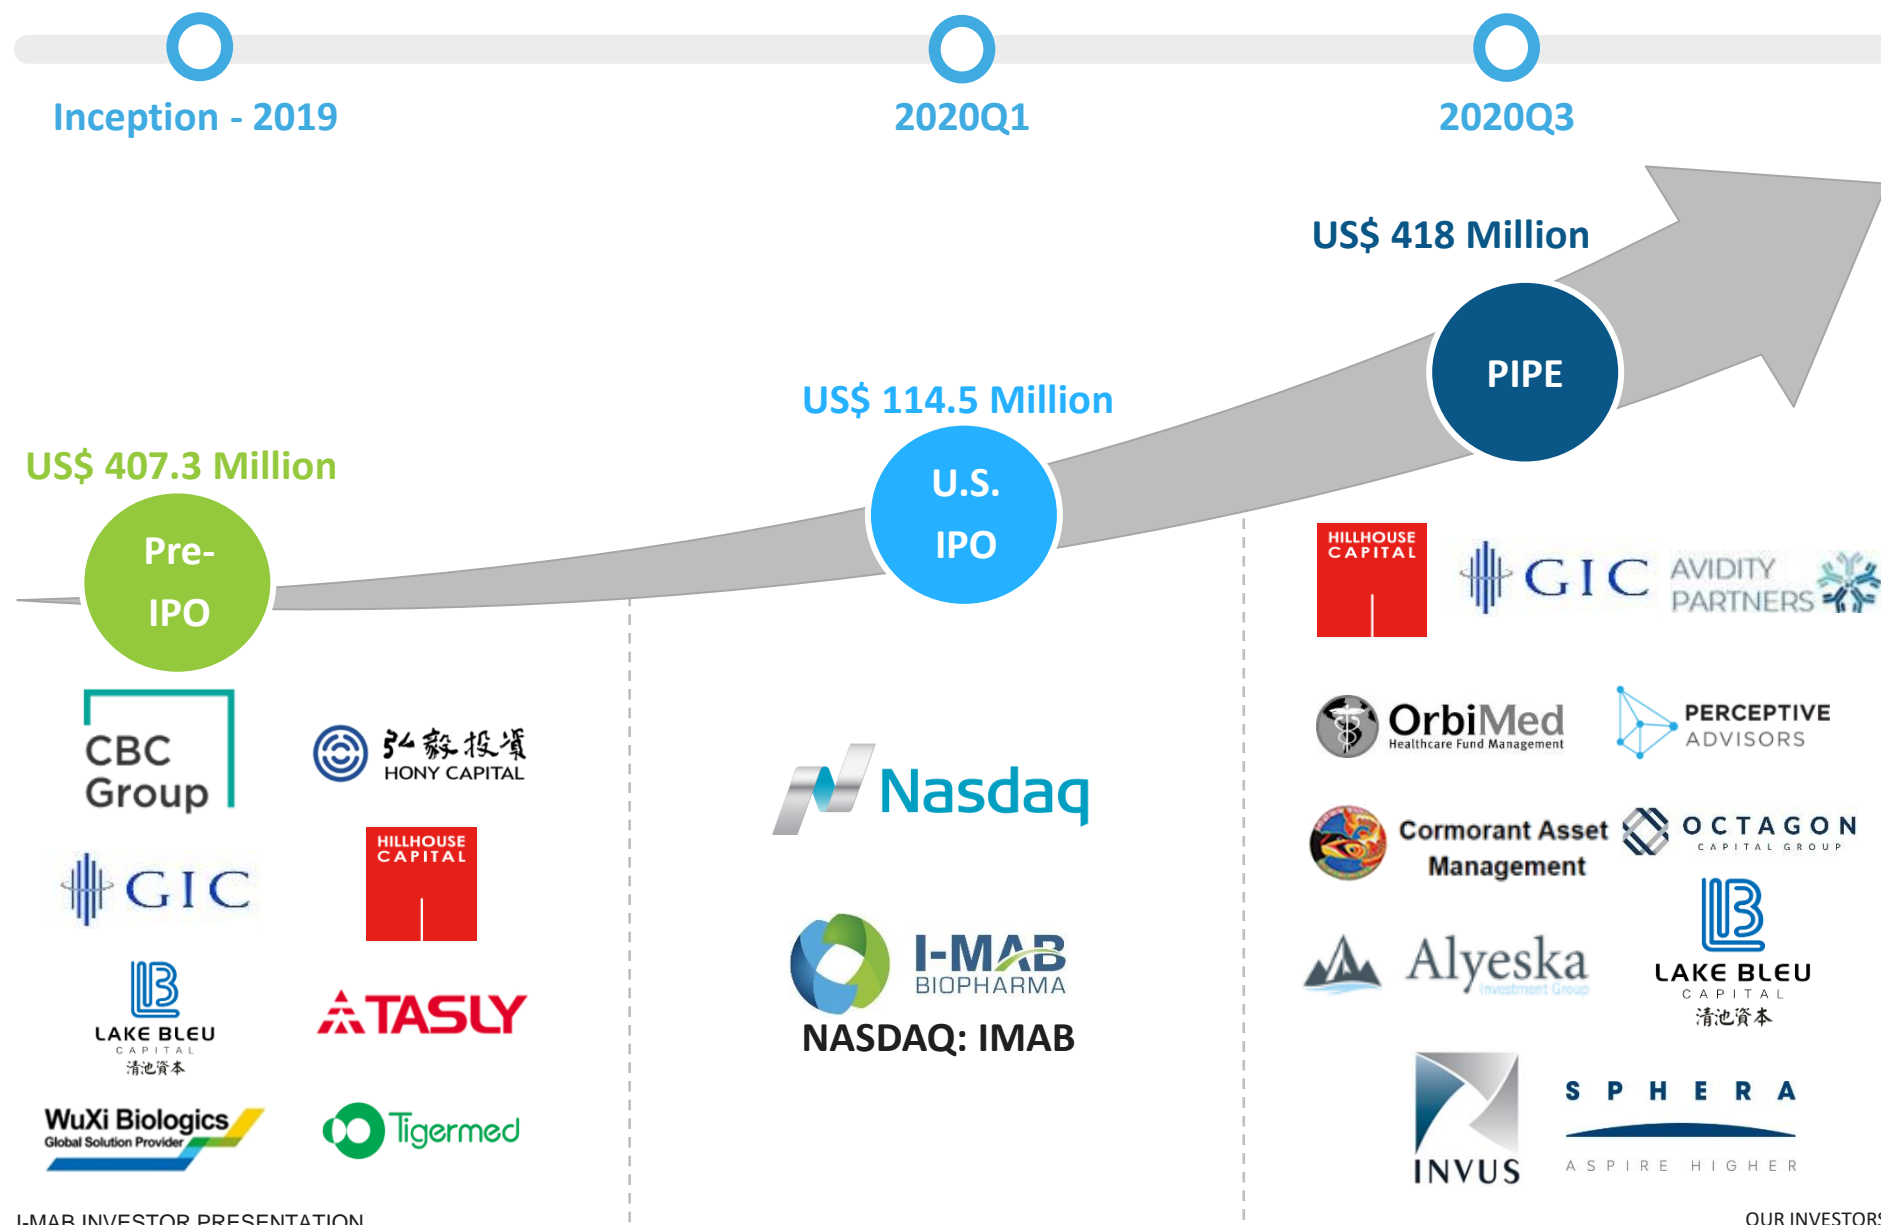 Inception - 2019
2020Q1
2020Q3
US$ 407.3 Million
Pre-
IPO
US$ 114.5 Million
U.S.
IPO
US$ 418 Million
PIPE
CBC
Group
弘毅投資
HONY CAPITAL
GIC
HILLHOUSE
CAPITAL
LAKE BLEU
CAPITAL
清池資本
TASLY
WuXi Biologics
Global Solution Provider
Tigermed
Nasdaq
I-MAB
BIOPHARMA
NASDAQ: IMAB
HILLHOUSE
CAPITAL
GIC
AVIDITY
PARTNERS
OrbiMed
Healthcare Fund Management
PERCEPTIVE
ADVISORS
Cormorant Asset
Management
OCTAGON
CAPITAL GROUP
Alyeska
Investment Group
LAKE BLEU
CAPITAL
清池資本
INVUS
SPHERA
ASPIRE HIGHER
I-MAB INVESTOR PRESENTATION
OUR INVESTORS